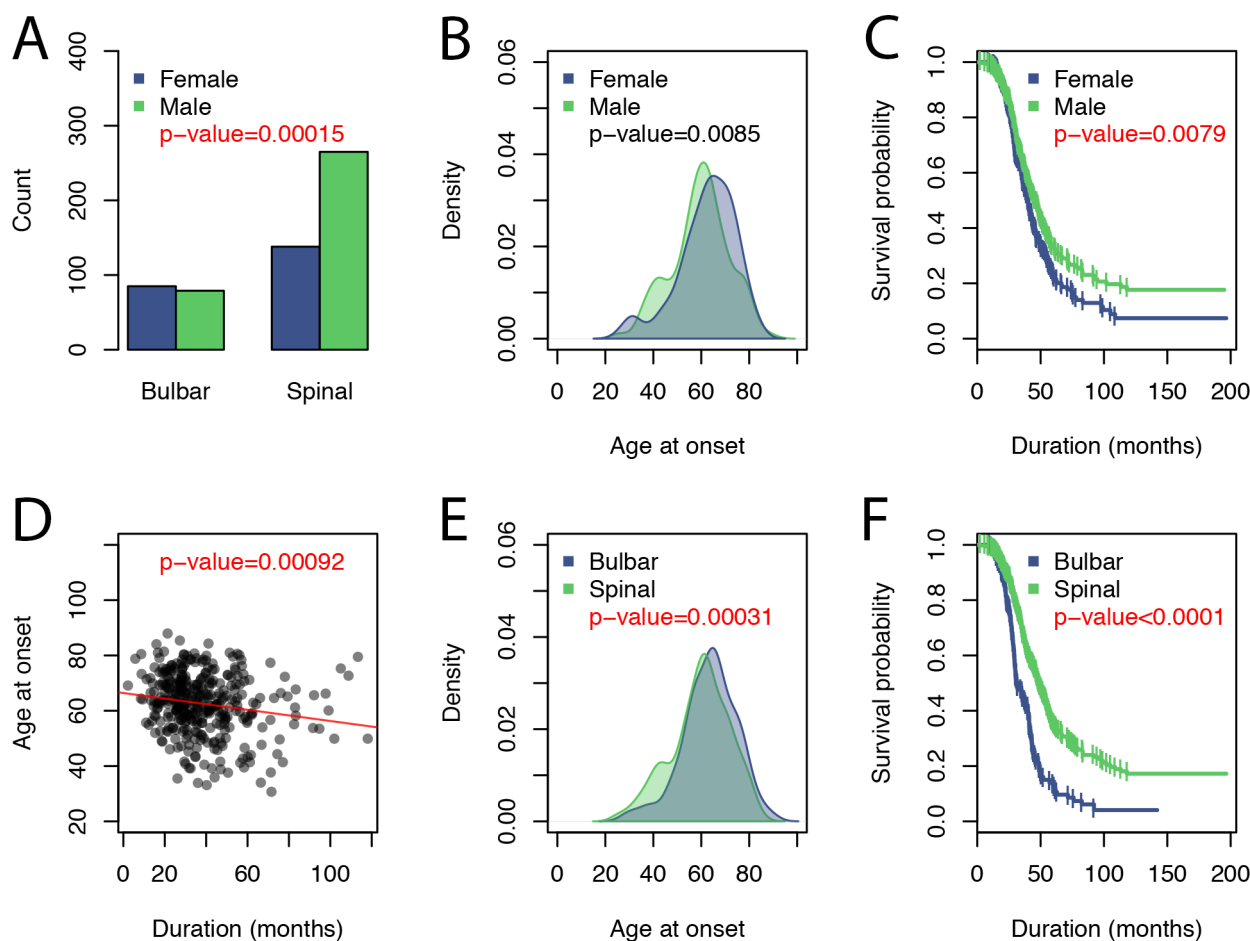 A
Count
0
100
200
300
400
Female
Male
p−value=0.00015
Bulbar
Spinal
B
Density
0.00
0.02
0.04
0.06
Female
Male
p−value=0.0085
0 20 40 60 80
Age at onset
C
Survival probability
0.0
0.2
0.4
0.6
0.8
1.0
Female
Male
p−value=0.0079
0 50 100 150 200
Duration (months)
D
Age at onset
20
40
60
80
100
p−value=0.00092
0 20 40 60 100
Duration (months)
E
Density
0.00
0.02
0.04
0.06
Bulbar
Spinal
p−value=0.00031
0 20 40 60 80
Age at onset
F
Survival probability
0.0
0.2
0.4
0.6
0.8
1.0
Bulbar
Spinal
p−value<0.0001
0 50 100 150 200
Duration (months)